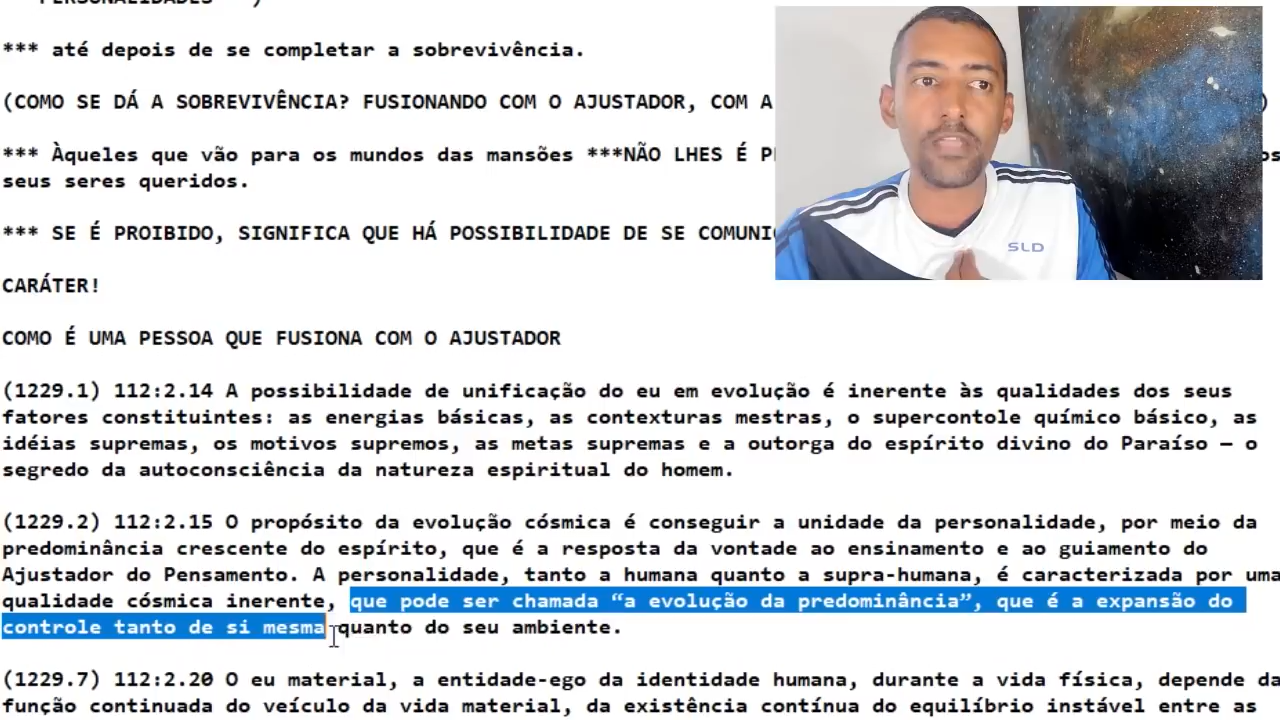 PERSONALIDADES
*** até depois de se completar a sobrevivência.
(COMO SE DÁ A SOBREVIVÊNCIA? FUSIONANDO COM O AJUSTADOR, COM A )
*** Àqueles que vão para os mundos das mansões ***NÃO LHES É
seus seres queridos.
*** SE É PROIBIDO, SIGNIFICA QUE HÁ POSSIBILIDADE DE SE
CARÁTER!
COMO É UMA PESSOA QUE FUSIONA COM O AJUSTADOR
(1229.1) 112:2.14 A possibilidade de unificação do eu em evolução é inerente às qualidades dos seus
fatores constituintes: as energias básicas, as contexturas mestras, o supercontole químico básico, as
idéias supremas, os motivos supremos, as metas supremas e a outorga do espírito divino do Paraíso — o
segredo da autoconsciência da natureza espiritual do homem.
(1229.2) 112:2.15 O propósito da evolução cósmica é conseguir a unidade da personalidade, por meio da
predominância crescente do espírito, que é a resposta da vontade ao ensinamento e ao guiamento do
Ajustador do Pensamento. A personalidade, tanto a humana quanto a supra-humana, é caracterizada por uma
qualidade cósmica inerente, que pode ser chamada “a evolução da predominância”, que é a expansão do
controle tanto de si mesma quanto do seu ambiente.
(1229.7) 112:2.20 O eu material, a entidade-ego da identidade humana, durante a vida física, depende da
função continuada do veículo da vida material, da existência contínua do equilíbrio instável entre as
SLD